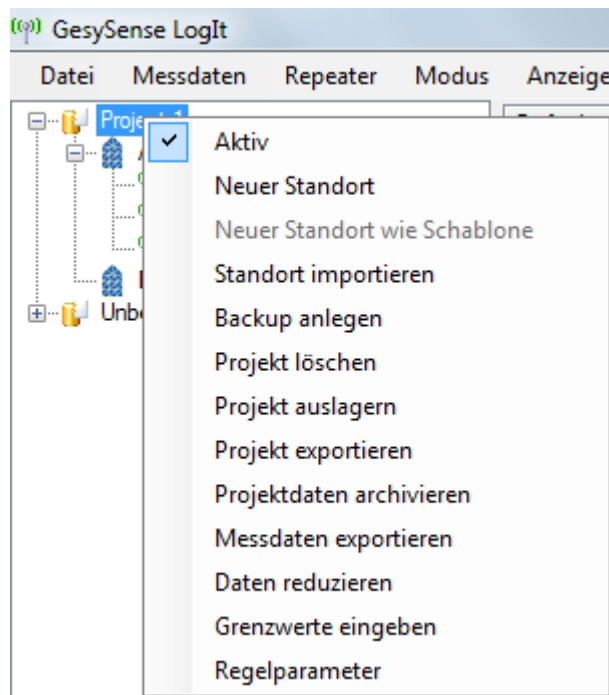 GesySense LogIt
Datei Messdaten Repeater Modus Anzeige
Aktiv
Neuer Standort
Neuer Standort wie Schablone
Standort importieren
Backup anlegen
Projekt löschen
Projekt auslagern
Projekt exportieren
Projektdaten archivieren
Messdaten exportieren
Daten reduzieren
Grenzwerte eingeben
Regelparameter